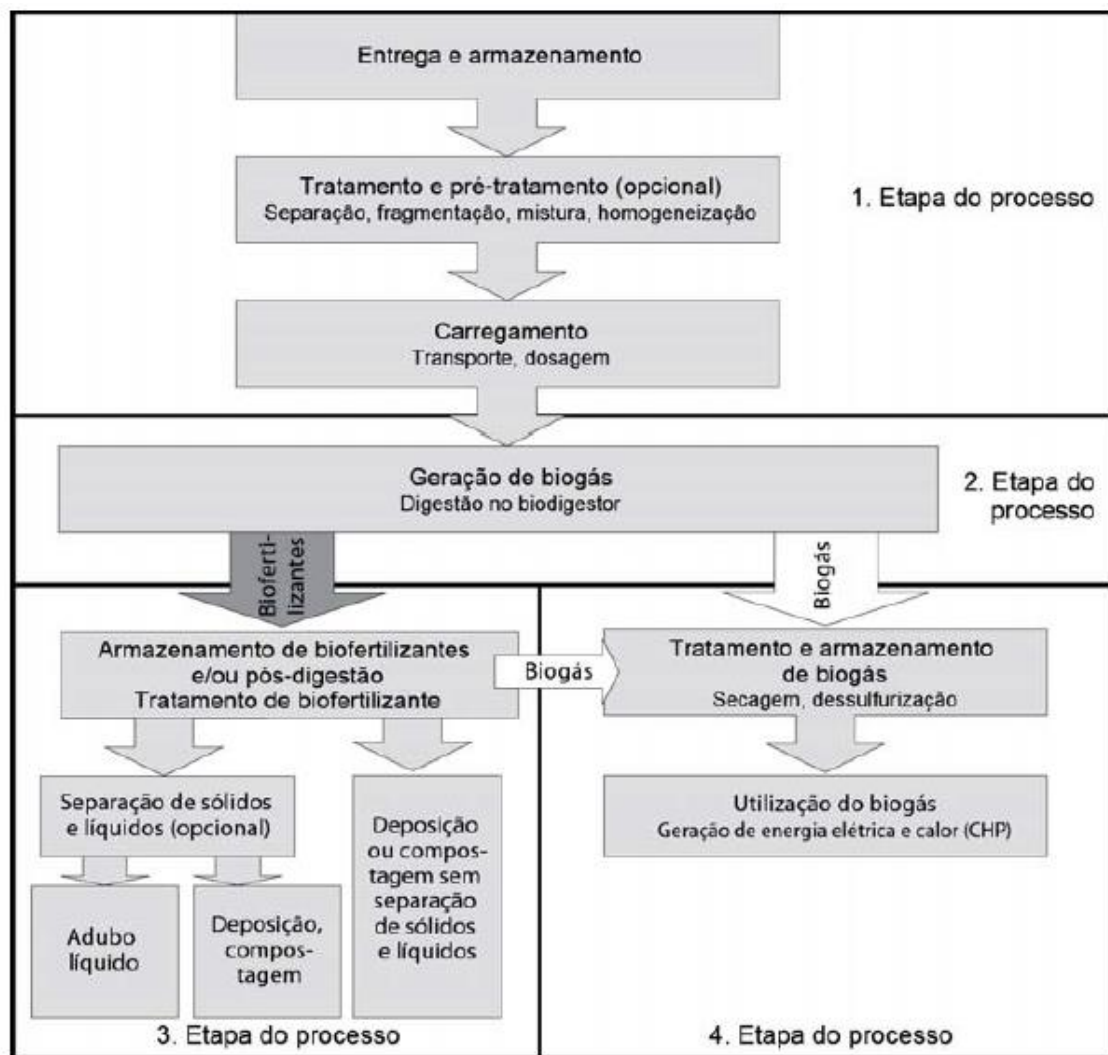 Entrega e armazenamento
Tratamento e pré-tratamento (opcional)
Separação, fragmentação, mistura, homogeneização
1. Etapa do processo
Carregamento
Transporte, dosagem
Geração de biogás
Digestão no biodigestor
2. Etapa do
processo
Bioferti-
lizantes
Biogás
Armazenamento de biofertilizantes
e/ou pós-digestão
Tratamento de biofertilizante
Biogás
Tratamento e armazenamento
de biogás
Secagem, dessulfurização
Separação de sólidos
e líquidos (opcional)
Deposição
ou compos-
tagem sem
separação
de sólidos
e líquidos
Utilização do biogás
Geração de energia elétrica e calor (CHP)
Adubo
líquido
Deposição,
compos-
tagem
3. Etapa do processo
4. Etapa do processo